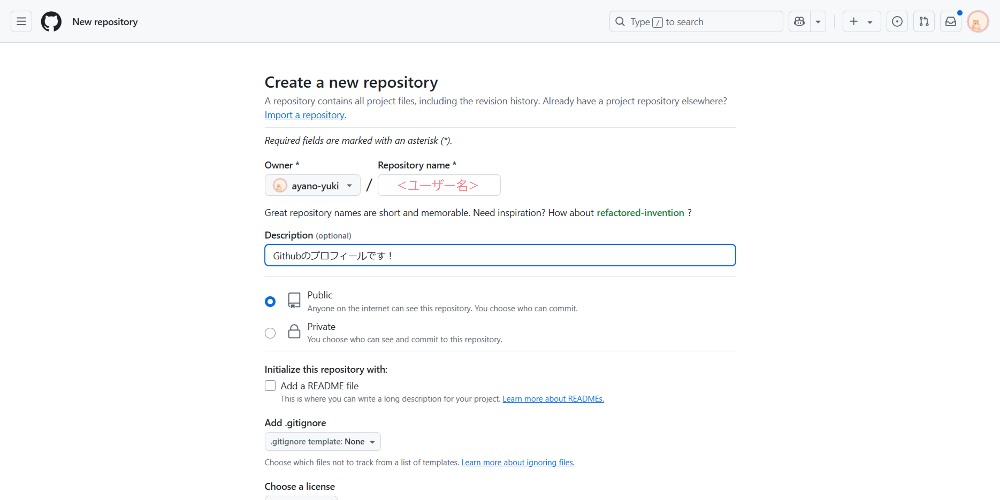 New repository
Type / to search
Create a new repository
A repository contains all project files, including the revision history. Already have a project repository elsewhere?
Import a repository.
Required fields are marked with an asterisk (*).
Owner * Repository name *
ayano-yuki / <ユーザー名>
Great repository names are short and memorable. Need inspiration? How about refactored-invention ?
Description (optional)
Githubのプロフィールです！
Public
Anyone on the internet can see this repository. You choose who can commit.
Private
You choose who can see and commit to this repository.
Initialize this repository with:
Add a README file
This is where you can write a long description for your project. Learn more about READMEs.
Add .gitignore
.gitignore template: None
Choose which files not to track from a list of templates. Learn more about ignoring files.
Choose a license